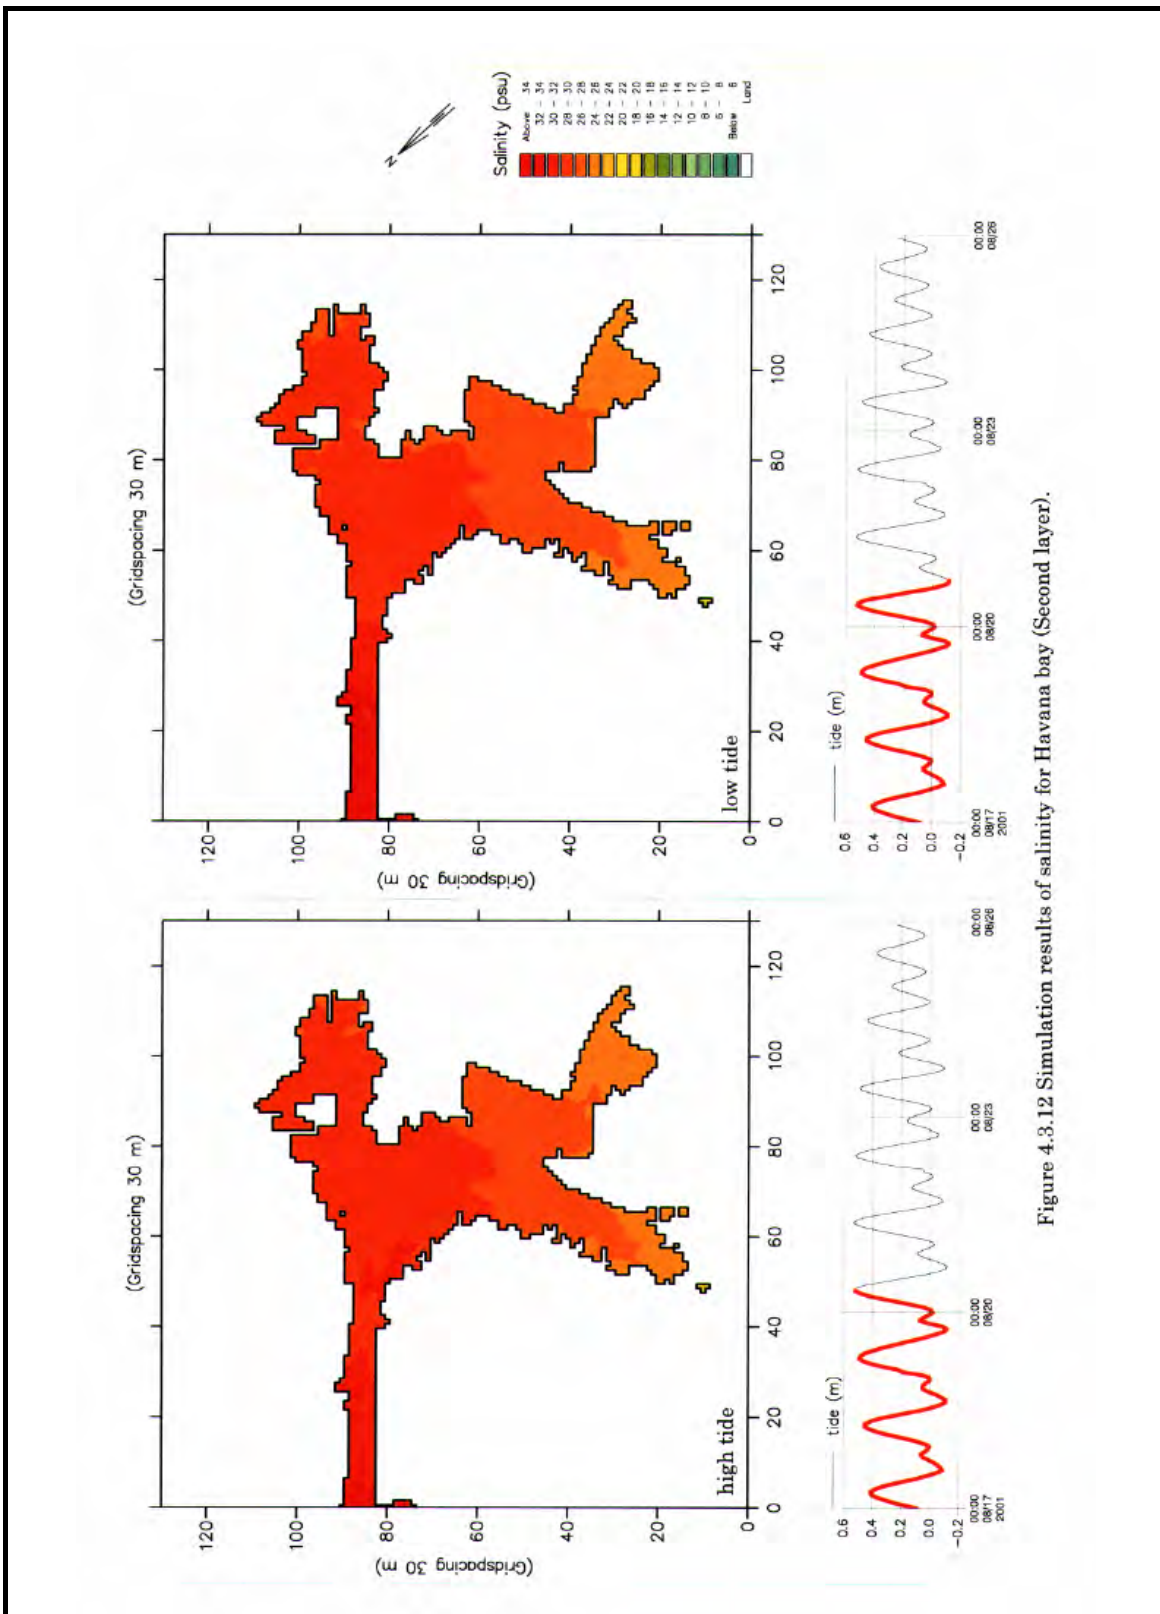 Salinity (psu)
Above 34
32 - 34
30 - 32
28 - 30
26 - 28
24 - 26
22 - 24
20 - 22
18 - 20
16 - 18
14 - 16
12 - 14
10 - 12
8 - 10
6 - 8
Below 6
Land
N
(Gridspacing 30 m)
120
100
80
60
40
20
0
(Gridspacing 30 m)
high tide
0
20
40
60
80
100
120
tide (m)
0.6
0.4
0.2
0.0
-0.2
00:00
08/17
2001
00:00
08/20
00:00
08/23
00:00
08/26
(Gridspacing 30 m)
120
100
80
60
40
20
(Gridspacing 30 m)
low tide
0
20
40
60
80
100
120
tide (m)
0.6
0.4
0.2
0.0
-0.2
00:00
08/17
2001
00:00
08/20
00:00
08/23
00:00
08/26
Figure 4.3.12 Simulation results of salinity for Havana bay (Second layer).